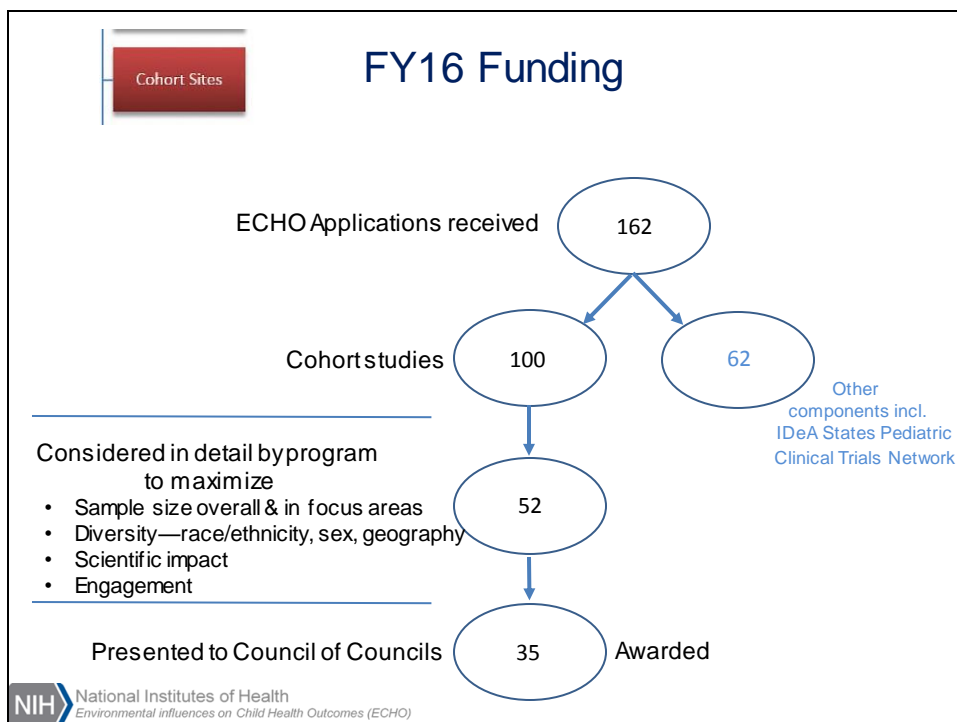 Cohort Sites
FY16 Funding
ECHO Applications received
162
Cohort studies
100
62
Other
components incl.
IDeA States Pediatric
Clinical Trials Network
Considered in detail by program
to maximize
• Sample size overall & in focus areas
• Diversity—race/ethnicity, sex, geography
• Scientific impact
• Engagement
52
Presented to Council of Councils
35
Awarded
NIH
National Institutes of Health
Environmental influences on Child Health Outcomes (ECHO)